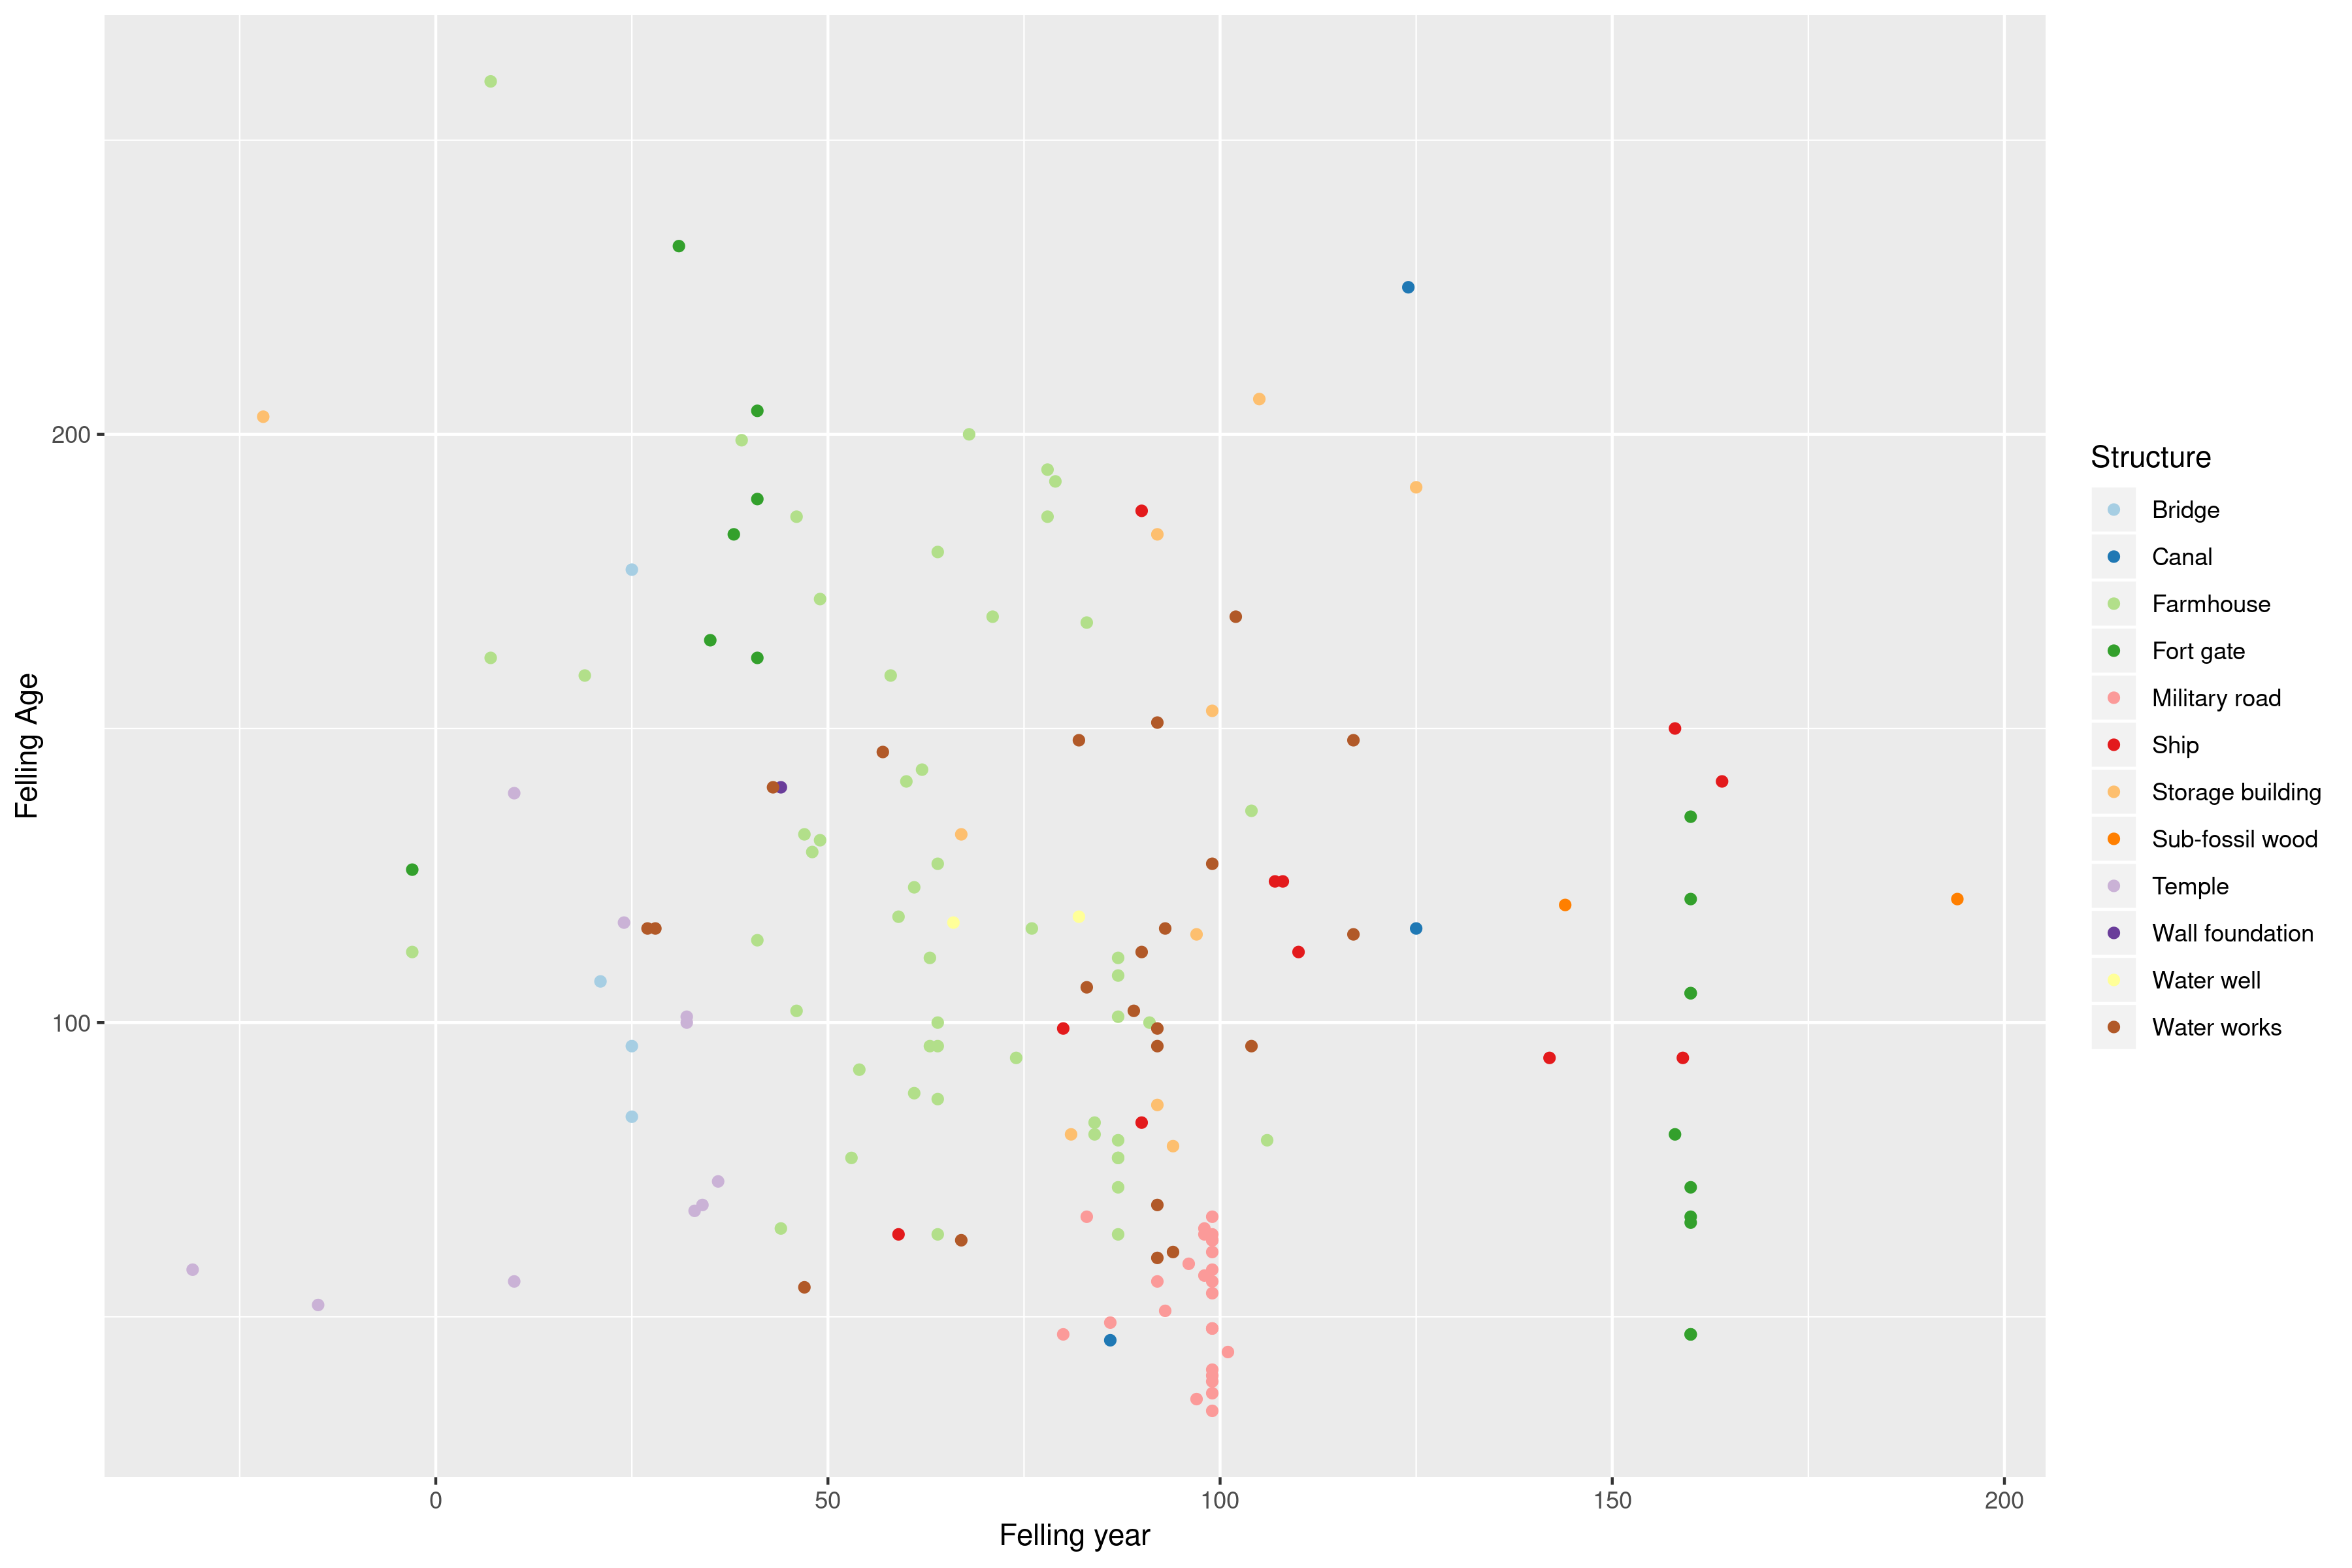 Felling Age
200
100
0
50
100
150
200
Felling year
Structure
Bridge
Canal
Farmhouse
Fort gate
Military road
Ship
Storage building
Sub-fossil wood
Temple
Wall foundation
Water well
Water works